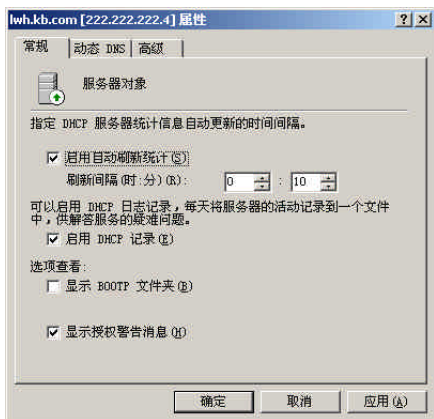 lwh.kb.com [222.222.222.4] 属性
常规 动态 DNS 高级
服务器对象
指定 DHCP 服务器统计信息自动更新的时间间隔。
启用自动刷新统计(S)
刷新间隔(时:分)(R): 0 : 10
可以启用 DHCP 日志记录,每天将服务器的活动记录到一个文件
中,供解答服务的疑难问题。
启用 DHCP 记录(E)
选项查看:
显示 BOOTP 文件夹(B)
显示授权警告消息(H)
确定 取消 应用(A)